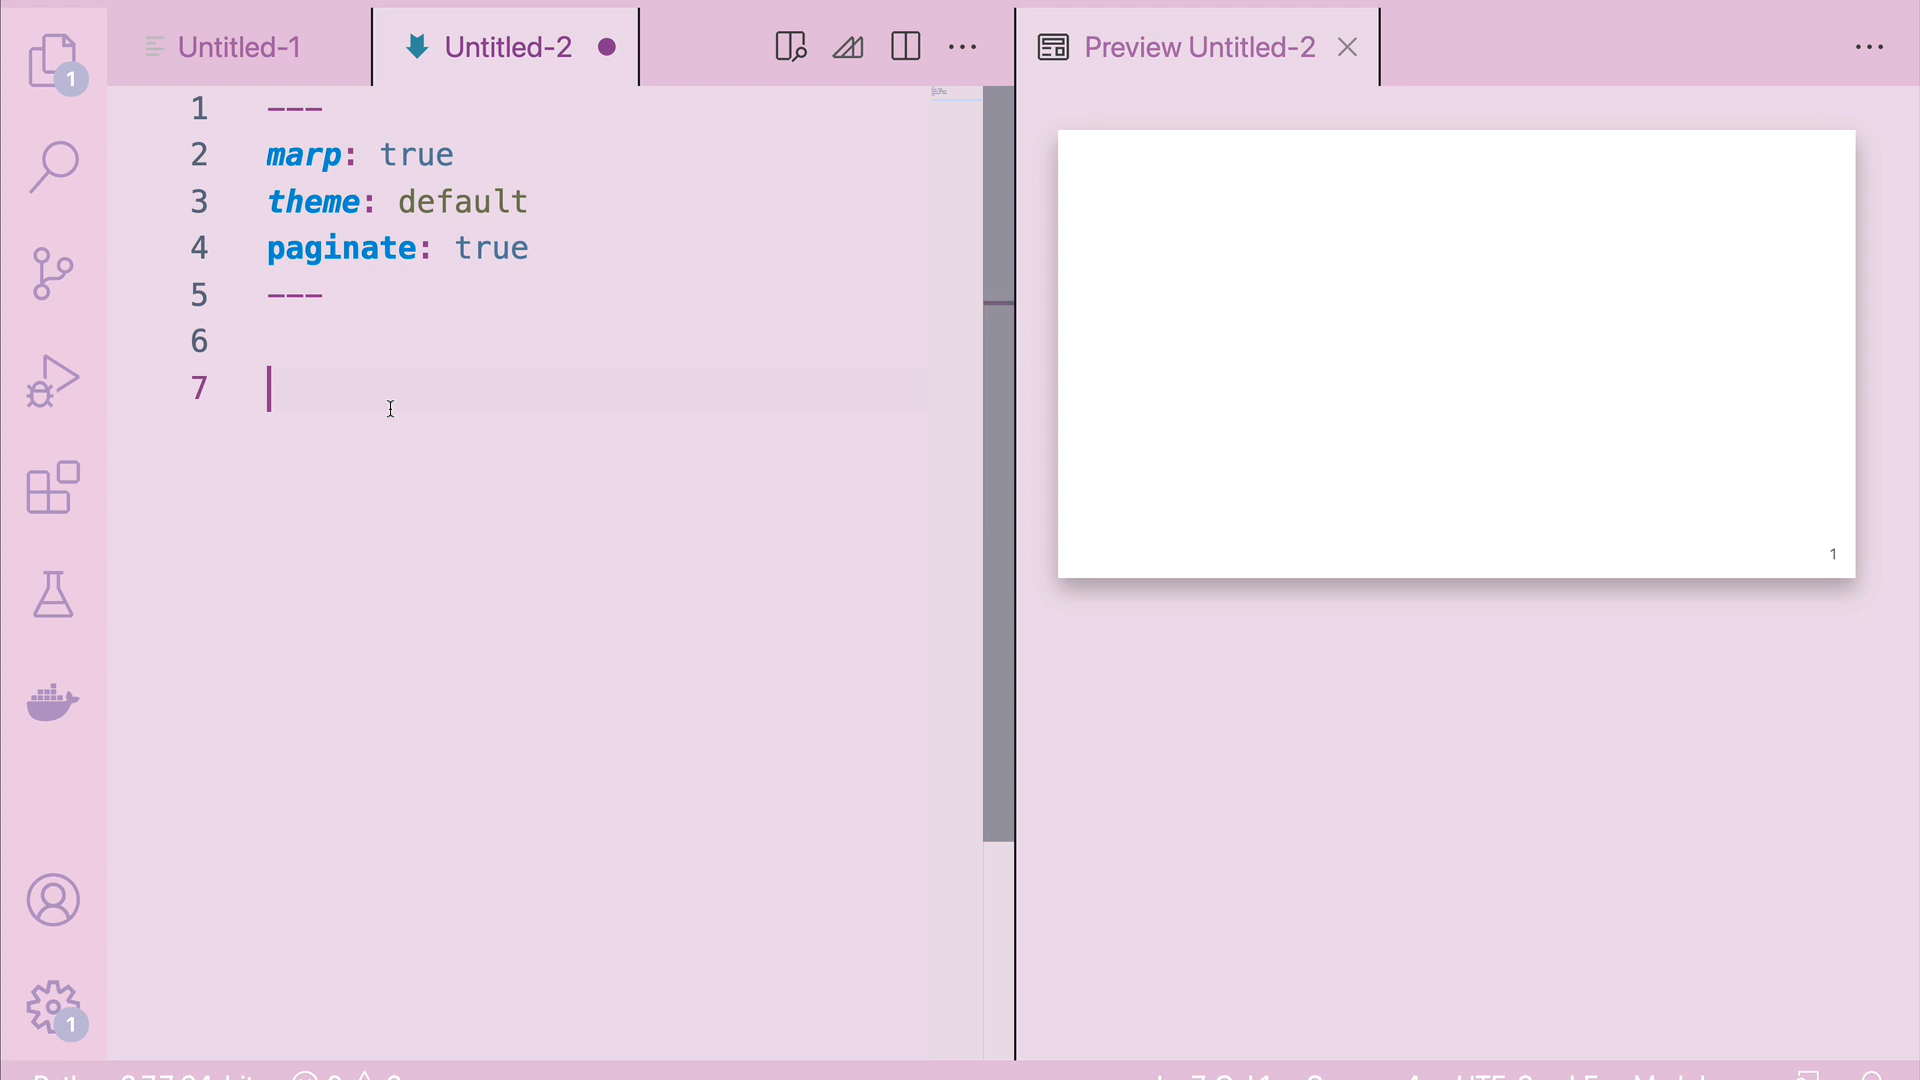 Untitled-1
Untitled-2
Preview Untitled-2
1
1 ---
2 marp: true
3 theme: default
4 paginate: true
5 ---
6
7
1
1